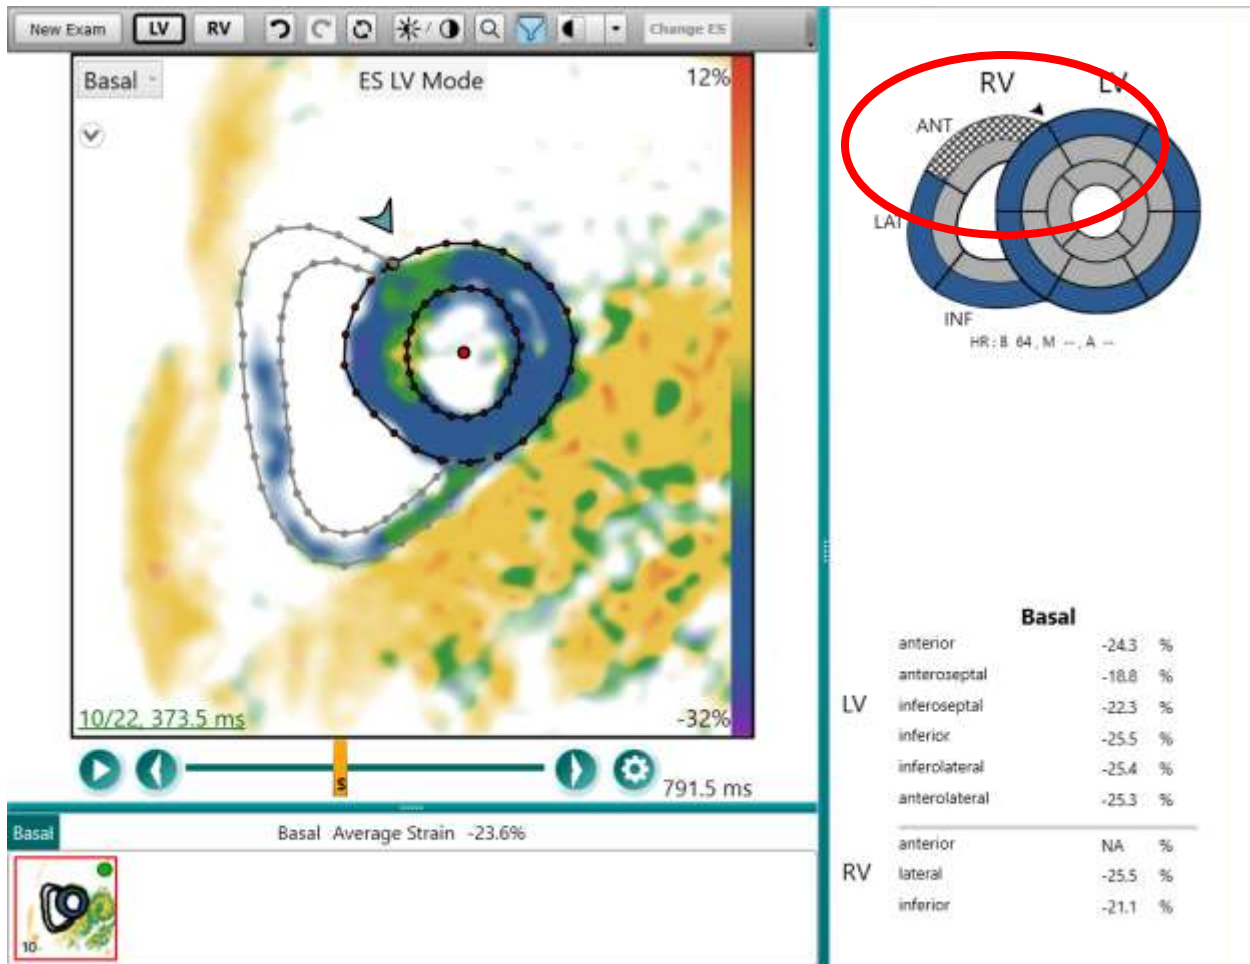 New Exam LV RV Change ES
Basal ES LV Mode 12%
10/22, 373.5 ms -32%
S
791.5 ms
Basal Basal Average Strain -23.6%
10
RV LV
ANT
LAT
INF
HR: B 64, M --, A --
Basal
LV
anterior -24.3 %
anteroseptal -18.8 %
inferoseptal -22.3 %
inferior -25.5 %
inferolateral -25.4 %
anterolateral -25.3 %
RV
anterior NA %
lateral -25.5 %
inferior -21.1 %